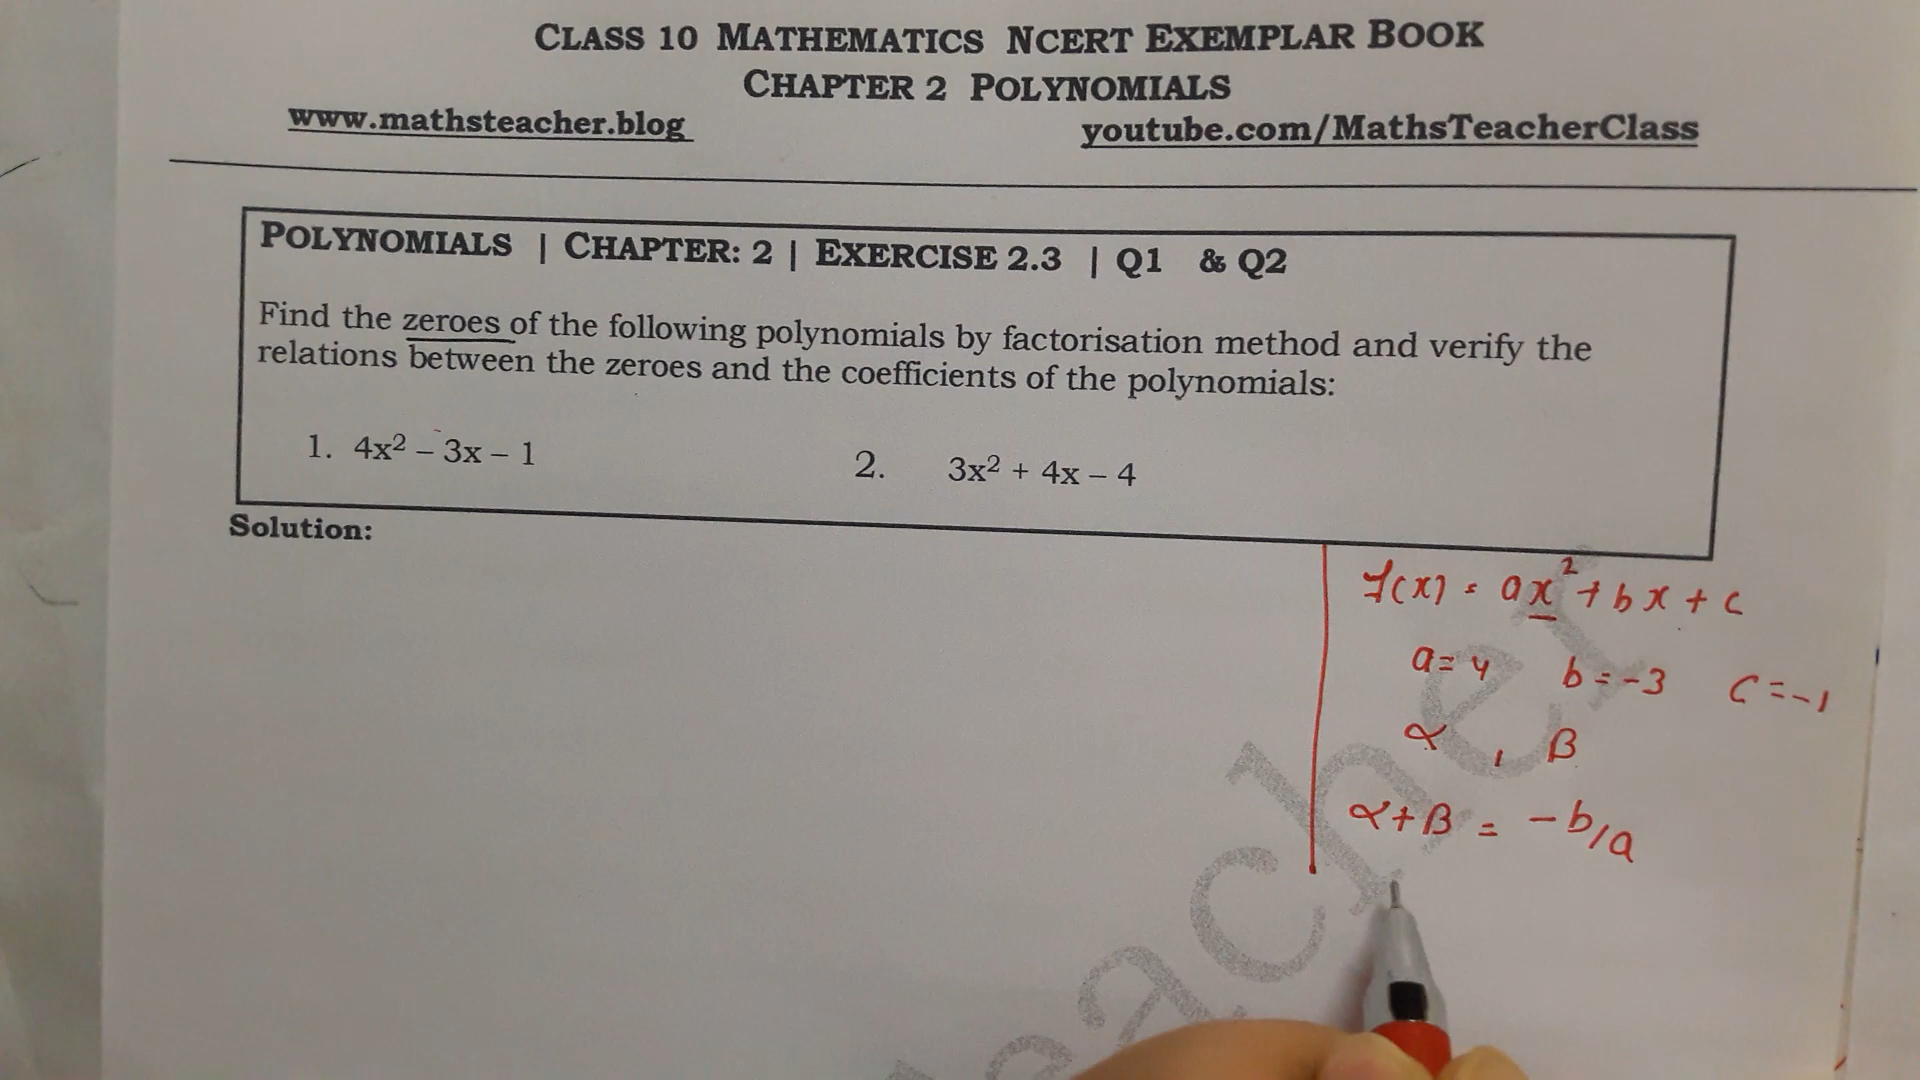 CLASS 10 MATHEMATICS NCERT EXEMPLAR BOOK
CHAPTER 2 POLYNOMIALS
www.mathsteacher.blog youtube.com/MathsTeacherClass
POLYNOMIALS | CHAPTER: 2 | EXERCISE 2.3 | Q1 & Q2
Find the zeroes of the following polynomials by factorisation method and verify the
relations between the zeroes and the coefficients of the polynomials:
1. 4x² – 3x – 1 2. 3x² + 4x – 4
Solution:
f(x) = ax² + bx + c
a = 4 b = -3 c = -1
α , β
α + β = -b/a
eacher